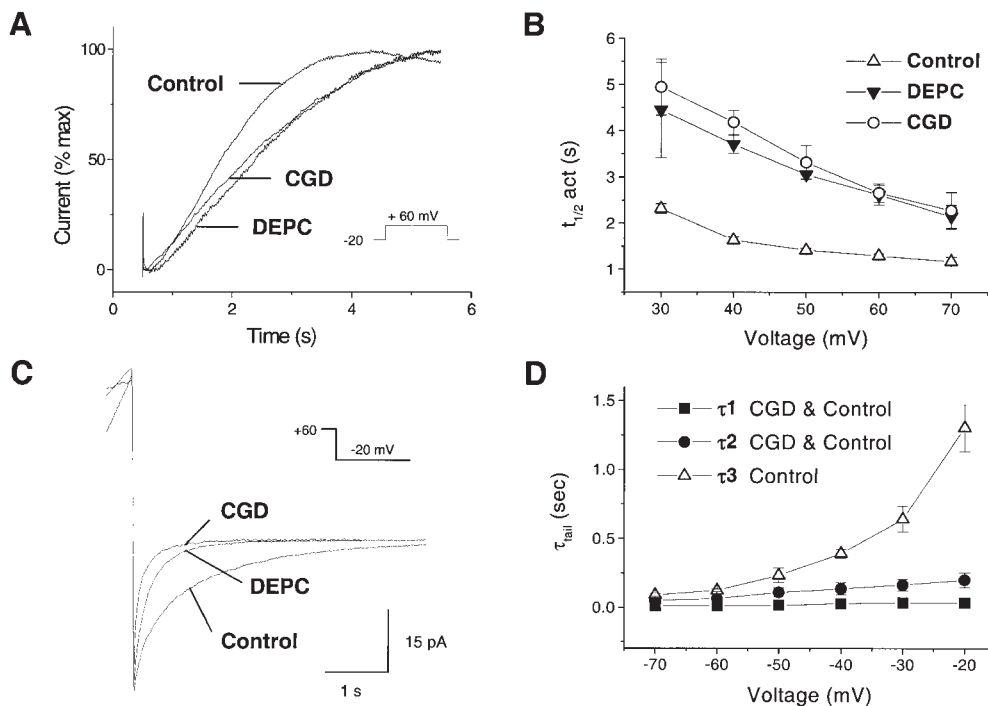 A
Current (% max)
100
50
0
Control
CGD
DEPC
+ 60 mV
-20
0
2
4
6
Time (s)
B
t1/2 act (s)
6
5
4
3
2
1
Control
DEPC
CGD
30
40
50
60
70
Voltage (mV)
C
+60
-20 mV
CGD
DEPC
Control
15 pA
1 s
D
τtail (sec)
1.5
1.0
0.5
0.0
τ1 CGD & Control
τ2 CGD & Control
τ3 Control
-70
-60
-50
-40
-30
-20
Voltage (mV)